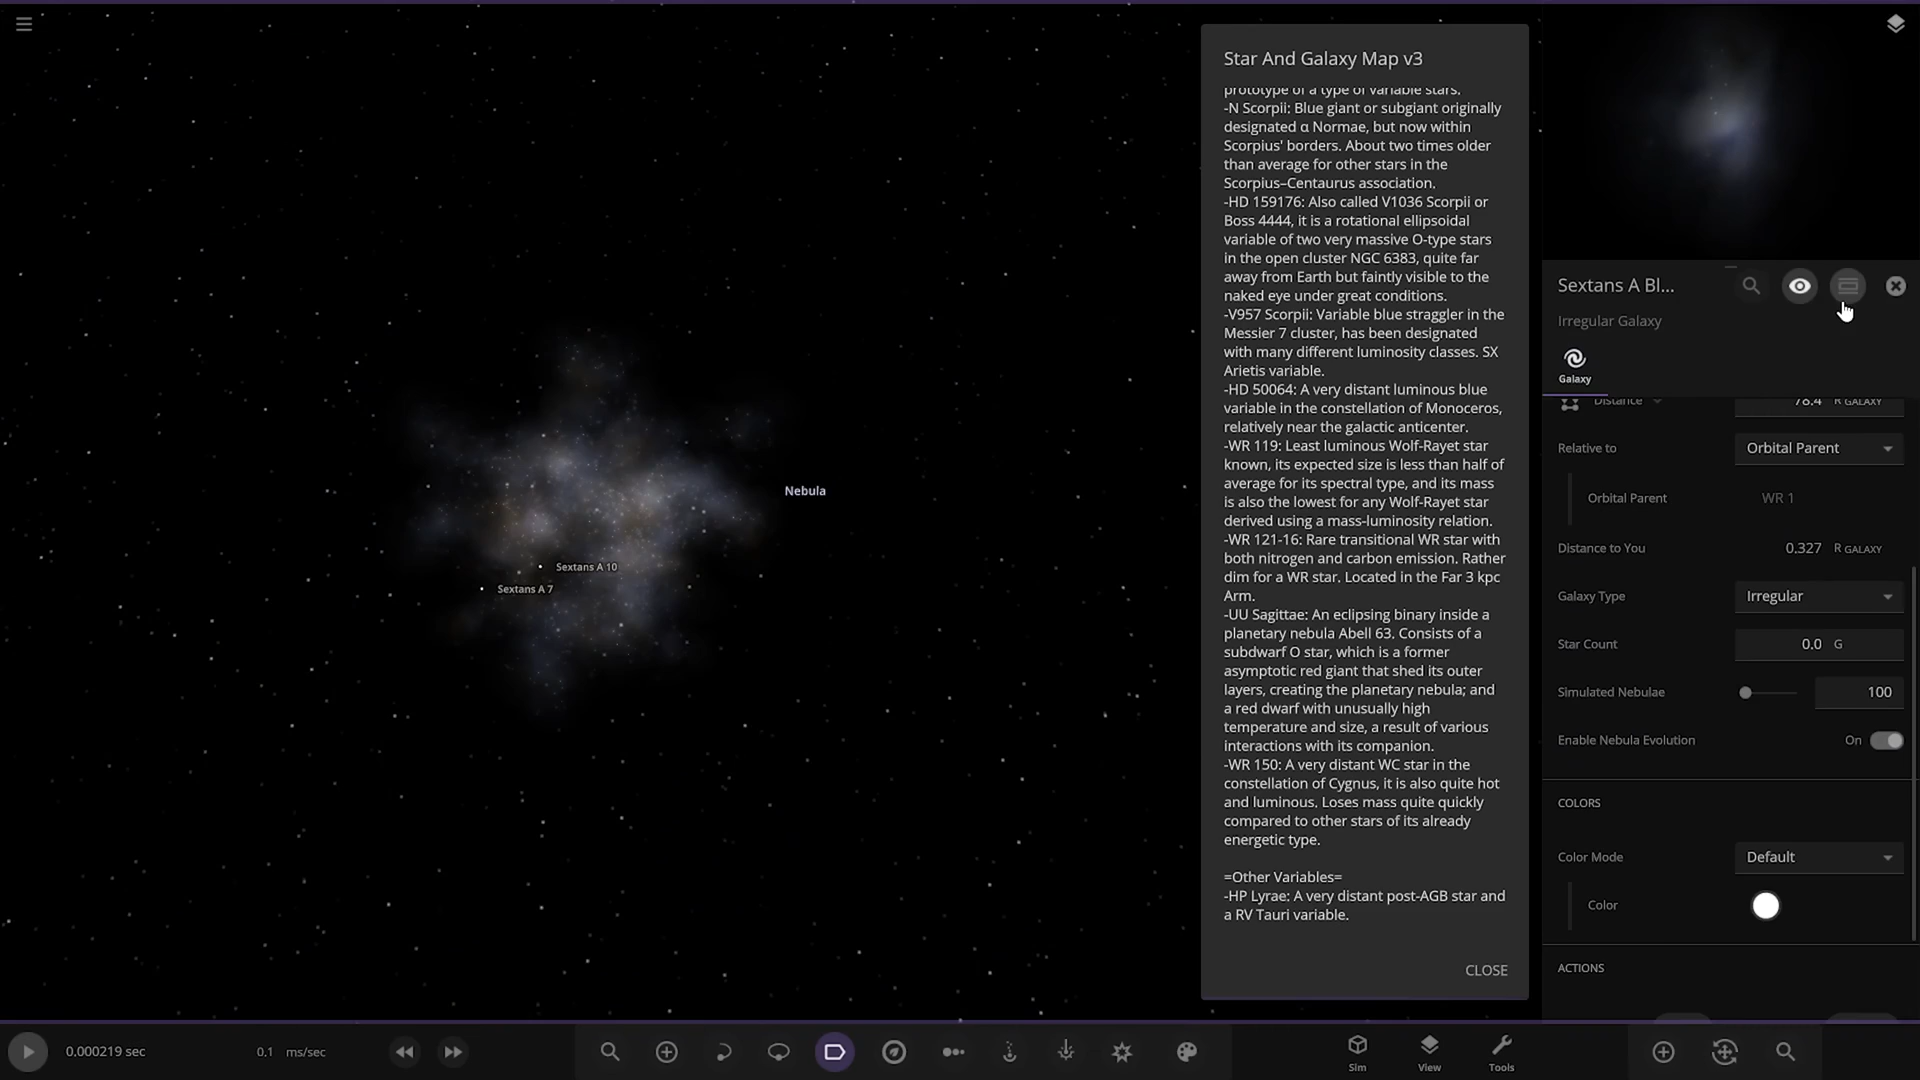 Star And Galaxy Map v3
prototype of a type of variable stars.
-N Scorpii: Blue giant or subgiant originally
designated α Normae, but now within
Scorpius' borders. About two times older
than average for other stars in the
Scorpius–Centaurus association.
-HD 159176: Also called V1036 Scorpii or
Boss 4444, it is a rotational ellipsoidal
variable of two very massive O-type stars
in the open cluster NGC 6383, quite far
away from Earth but faintly visible to the
naked eye under great conditions.
-V957 Scorpii: Variable blue straggler in the
Messier 7 cluster, has been designated
with many different luminosity classes. SX
Arietis variable.
-HD 50064: A very distant luminous blue
variable in the constellation of Monoceros,
relatively near the galactic anticenter.
-WR 119: Least luminous Wolf-Rayet star
known, its expected size is less than half of
average for its spectral type, and its mass
is also the lowest for any Wolf-Rayet star
derived using a mass-luminosity relation.
-WR 121-16: Rare transitional WR star with
both nitrogen and carbon emission. Rather
dim for a WR star. Located in the Far 3 kpc
Arm.
-UU Sagittae: An eclipsing binary inside a
planetary nebula Abell 63. Consists of a
subdwarf O star, which is a former
asymptotic red giant that shed its outer
layers, creating the planetary nebula; and
a red dwarf with unusually high
temperature and size, a result of various
interactions with its companion.
-WR 150: A very distant WC star in the
constellation of Cygnus, it is also quite hot
and luminous. Loses mass quite quickly
compared to other stars of its already
energetic type.
=Other Variables=
-HP Lyrae: A very distant post-AGB star and
a RV Tauri variable.
CLOSE
Nebula
Sextans A 10
Sextans A 7
Sextans A Bl...
Irregular Galaxy
Galaxy
Distance 78.4 R GALAXY
Relative to Orbital Parent
Orbital Parent WR 1
Distance to You 0.327 R GALAXY
Galaxy Type Irregular
Star Count 0.0 G
Simulated Nebulae 100
Enable Nebula Evolution On
COLORS
Color Mode Default
Color
ACTIONS
0.000219 sec 0.1 ms/sec
Sim View Tools